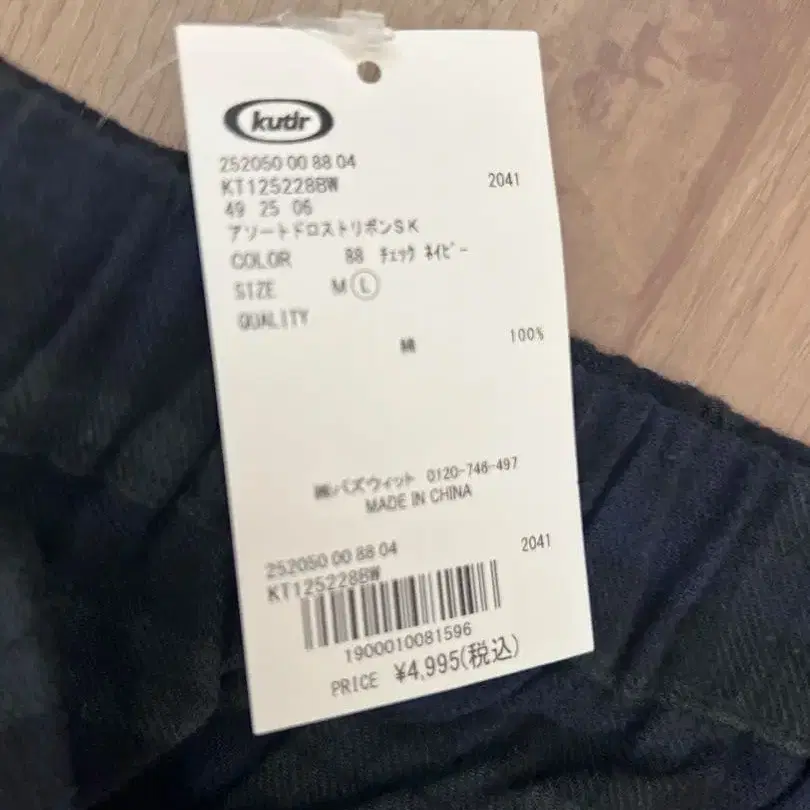 kutir
252050 00 88 04
KT125228BW 2041
49 25 06
アソートドロストリボンSK
COLOR 88 チェック ネイビー
SIZE M L
QUALITY
綿 100%
㈱バズウィット 0120-746-497
MADE IN CHINA
252050 00 88 04 2041
KT125228BW
1900010081596
PRICE ¥4,995(税込)